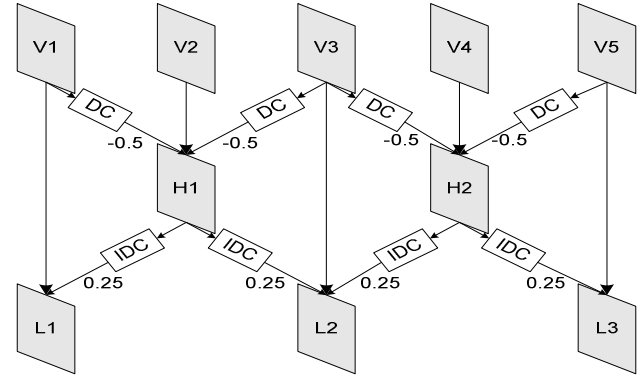 V1 V2 V3 V4 V5
DC DC DC DC
-0.5 -0.5 -0.5 -0.5
H1 H2
IDC IDC IDC IDC
0.25 0.25 0.25 0.25
L1 L2 L3